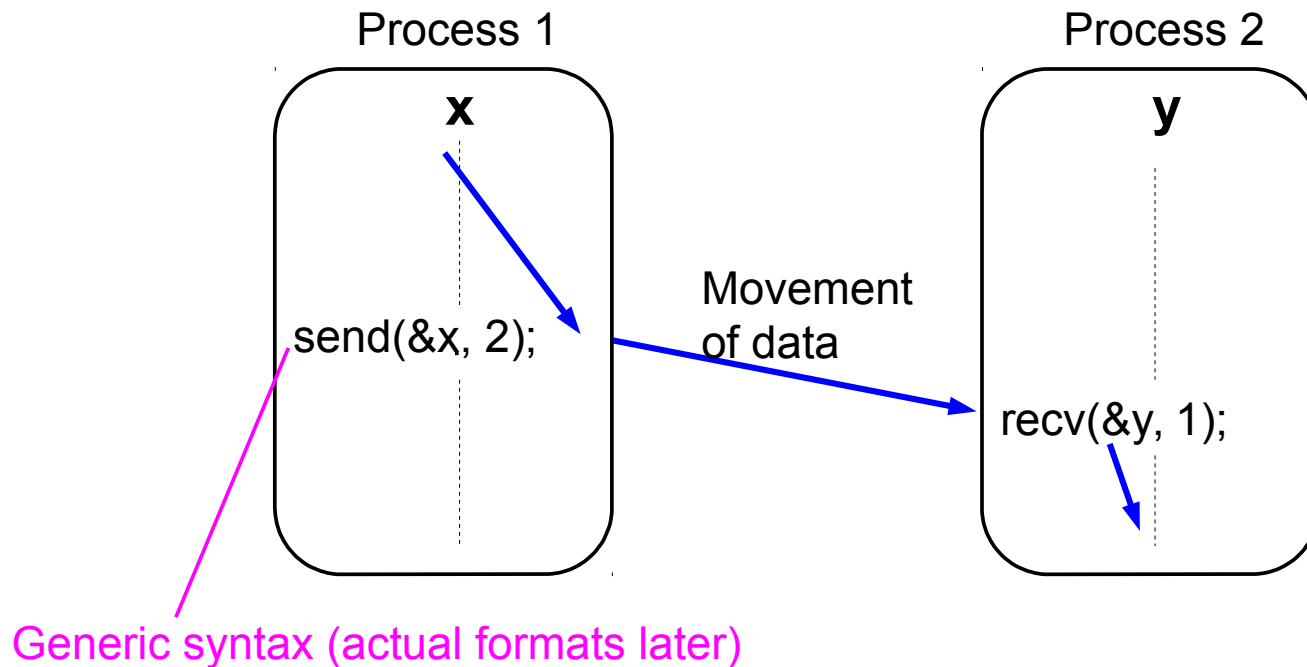 Process 1
Process 2
x
y
Movement
of data
send(&x, 2);
recv(&y, 1);
Generic syntax (actual formats later)